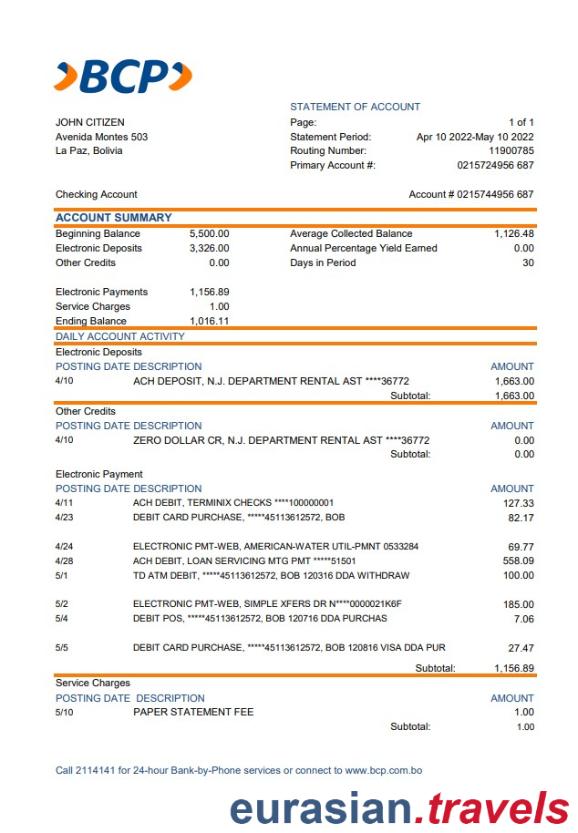 BCP
STATEMENT OF ACCOUNT
JOHN CITIZEN Page: 1 of 1
Avenida Montes 503 Statement Period: Apr 10 2022-May 10 2022
La Paz, Bolivia Routing Number: 11900785
Primary Account #: 0215724956 687
Checking Account Account # 0215744956 687
ACCOUNT SUMMARY
Beginning Balance 5,500.00 Average Collected Balance 1,126.48
Electronic Deposits 3,326.00 Annual Percentage Yield Earned 0.00
Other Credits 0.00 Days in Period 30
Electronic Payments 1,156.89
Service Charges 1.00
Ending Balance 1,016.11
DAILY ACCOUNT ACTIVITY
Electronic Deposits
POSTING DATE DESCRIPTION AMOUNT
4/10 ACH DEPOSIT, N.J. DEPARTMENT RENTAL AST ****36772 1,663.00
Subtotal: 1,663.00
Other Credits
POSTING DATE DESCRIPTION AMOUNT
4/10 ZERO DOLLAR CR, N.J. DEPARTMENT RENTAL AST ****36772 0.00
Subtotal: 0.00
Electronic Payment
POSTING DATE DESCRIPTION AMOUNT
4/11 ACH DEBIT, TERMINIX CHECKS ****100000001 127.33
4/23 DEBIT CARD PURCHASE, *****45113612572, BOB 82.17
4/24 ELECTRONIC PMT-WEB, AMERICAN-WATER UTIL-PMNT 0533284 69.77
4/28 ACH DEBIT, LOAN SERVICING MTG PMT *****51501 558.09
5/1 TD ATM DEBIT, *****45113612572, BOB 120316 DDA WITHDRAW 100.00
5/2 ELECTRONIC PMT-WEB, SIMPLE XFERS DR N****0000021K6F 185.00
5/4 DEBIT POS, *****45113612572, BOB 120716 DDA PURCHAS 7.06
5/5 DEBIT CARD PURCHASE, *****45113612572, BOB 120816 VISA DDA PUR 27.47
Subtotal: 1,156.89
Service Charges
POSTING DATE DESCRIPTION AMOUNT
5/10 PAPER STATEMENT FEE 1.00
Subtotal: 1.00
Call 2114141 for 24-hour Bank-by-Phone services or connect to www.bcp.com.bo
eurasian.travels